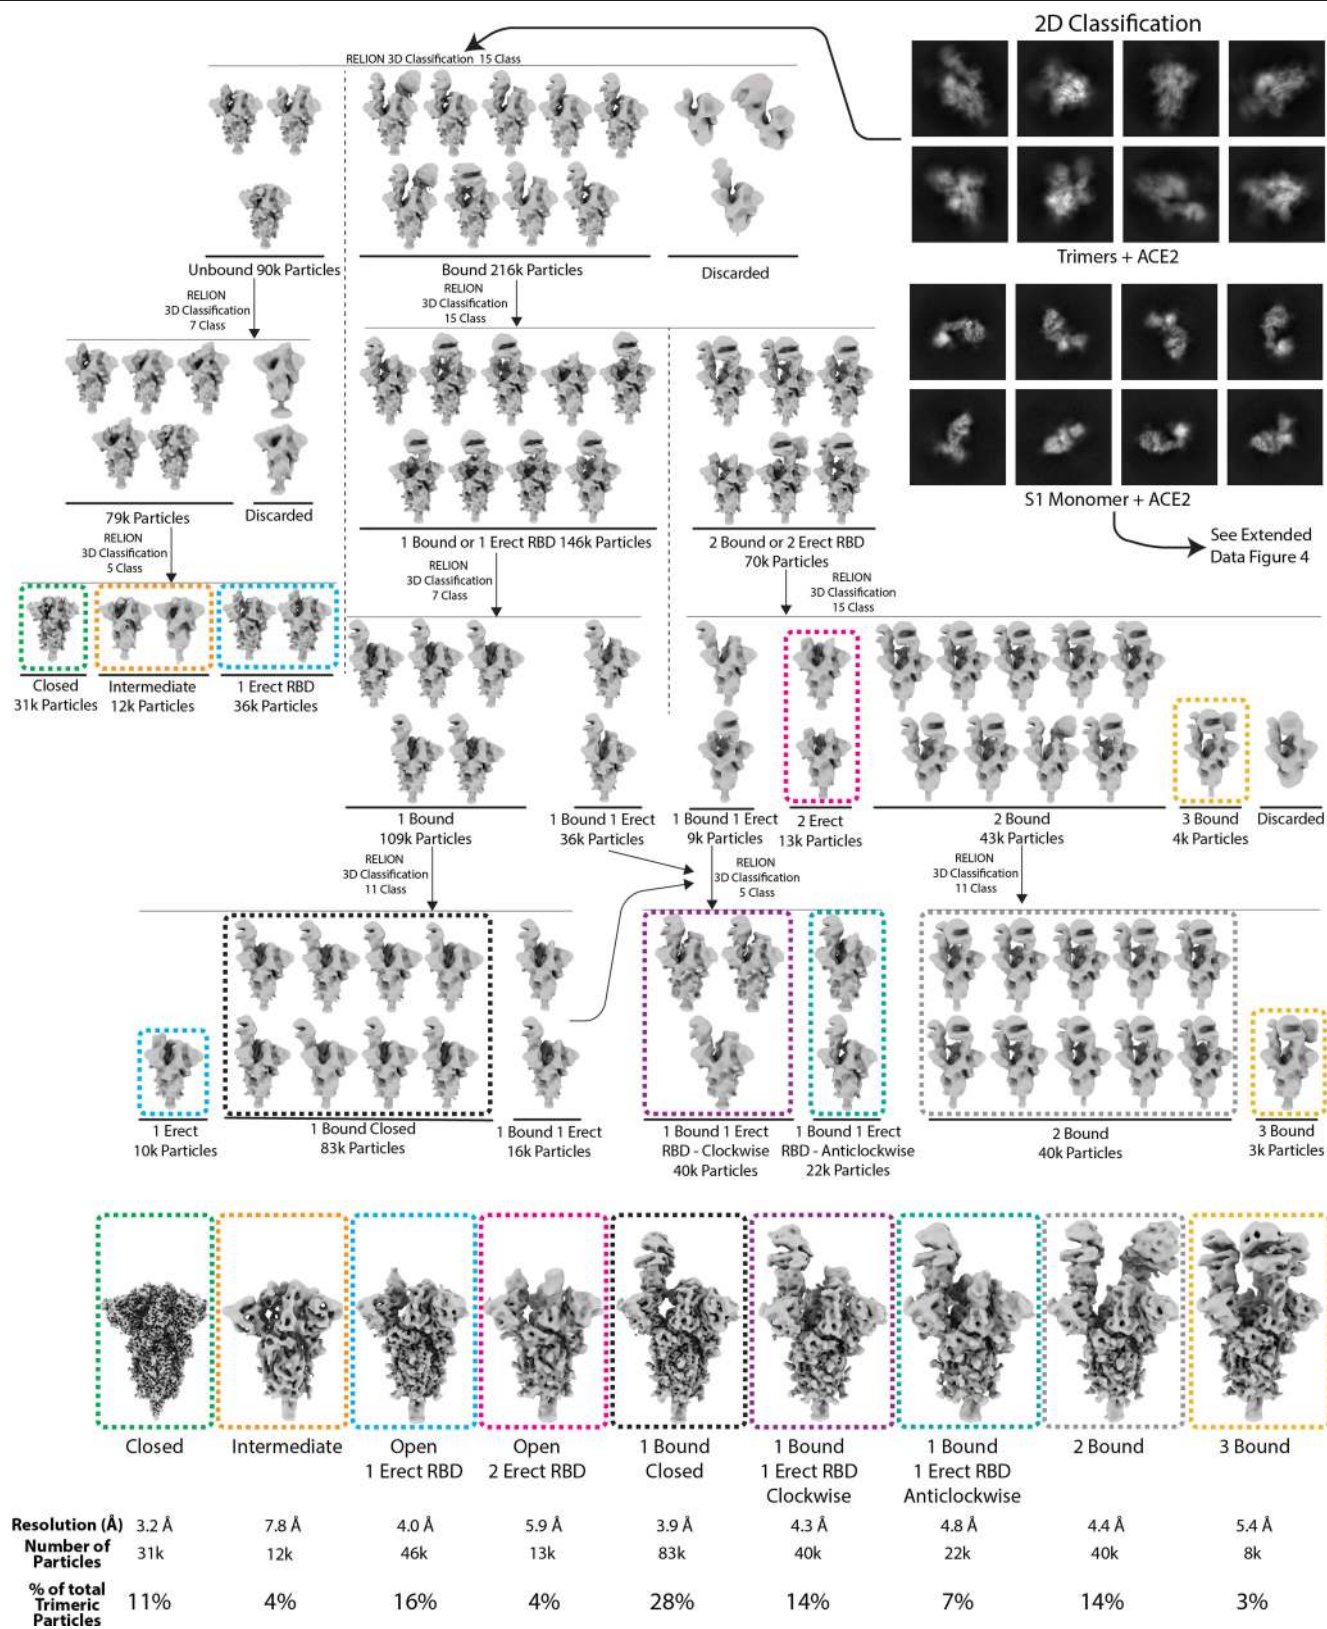 2D Classification
RELION 3D Classification 15 Class
Trimers + ACE2
Unbound 90k Particles
Bound 216k Particles
Discarded
RELION
3D Classification
7 Class
RELION
3D Classification
15 Class
S1 Monomer + ACE2
See Extended
Data Figure 4
79k Particles
Discarded
RELION
3D Classification
5 Class
1 Bound or 1 Erect RBD 146k Particles
2 Bound or 2 Erect RBD
70k Particles
RELION
3D Classification
7 Class
RELION
3D Classification
15 Class
Closed
31k Particles
Intermediate
12k Particles
1 Erect RBD
36k Particles
1 Bound
109k Particles
1 Bound 1 Erect
36k Particles
1 Bound 1 Erect
9k Particles
2 Erect
13k Particles
2 Bound
43k Particles
3 Bound
4k Particles
Discarded
RELION
3D Classification
11 Class
RELION
3D Classification
5 Class
RELION
3D Classification
11 Class
1 Erect
10k Particles
1 Bound Closed
83k Particles
1 Bound 1 Erect
16k Particles
1 Bound 1 Erect
RBD - Clockwise
40k Particles
1 Bound 1 Erect
RBD - Anticlockwise
22k Particles
2 Bound
40k Particles
3 Bound
3k Particles
Closed
Intermediate
Open
1 Erect RBD
Open
2 Erect RBD
1 Bound
Closed
1 Bound
1 Erect RBD
Clockwise
1 Bound
1 Erect RBD
Anticlockwise
2 Bound
3 Bound
Resolution (Å) 3.2 Å 7.8 Å 4.0 Å 5.9 Å 3.9 Å 4.3 Å 4.8 Å 4.4 Å 5.4 Å
Number of
Particles
31k 12k 46k 13k 83k 40k 22k 40k 8k
% of total
Trimeric
Particles
11% 4% 16% 4% 28% 14% 7% 14% 3%